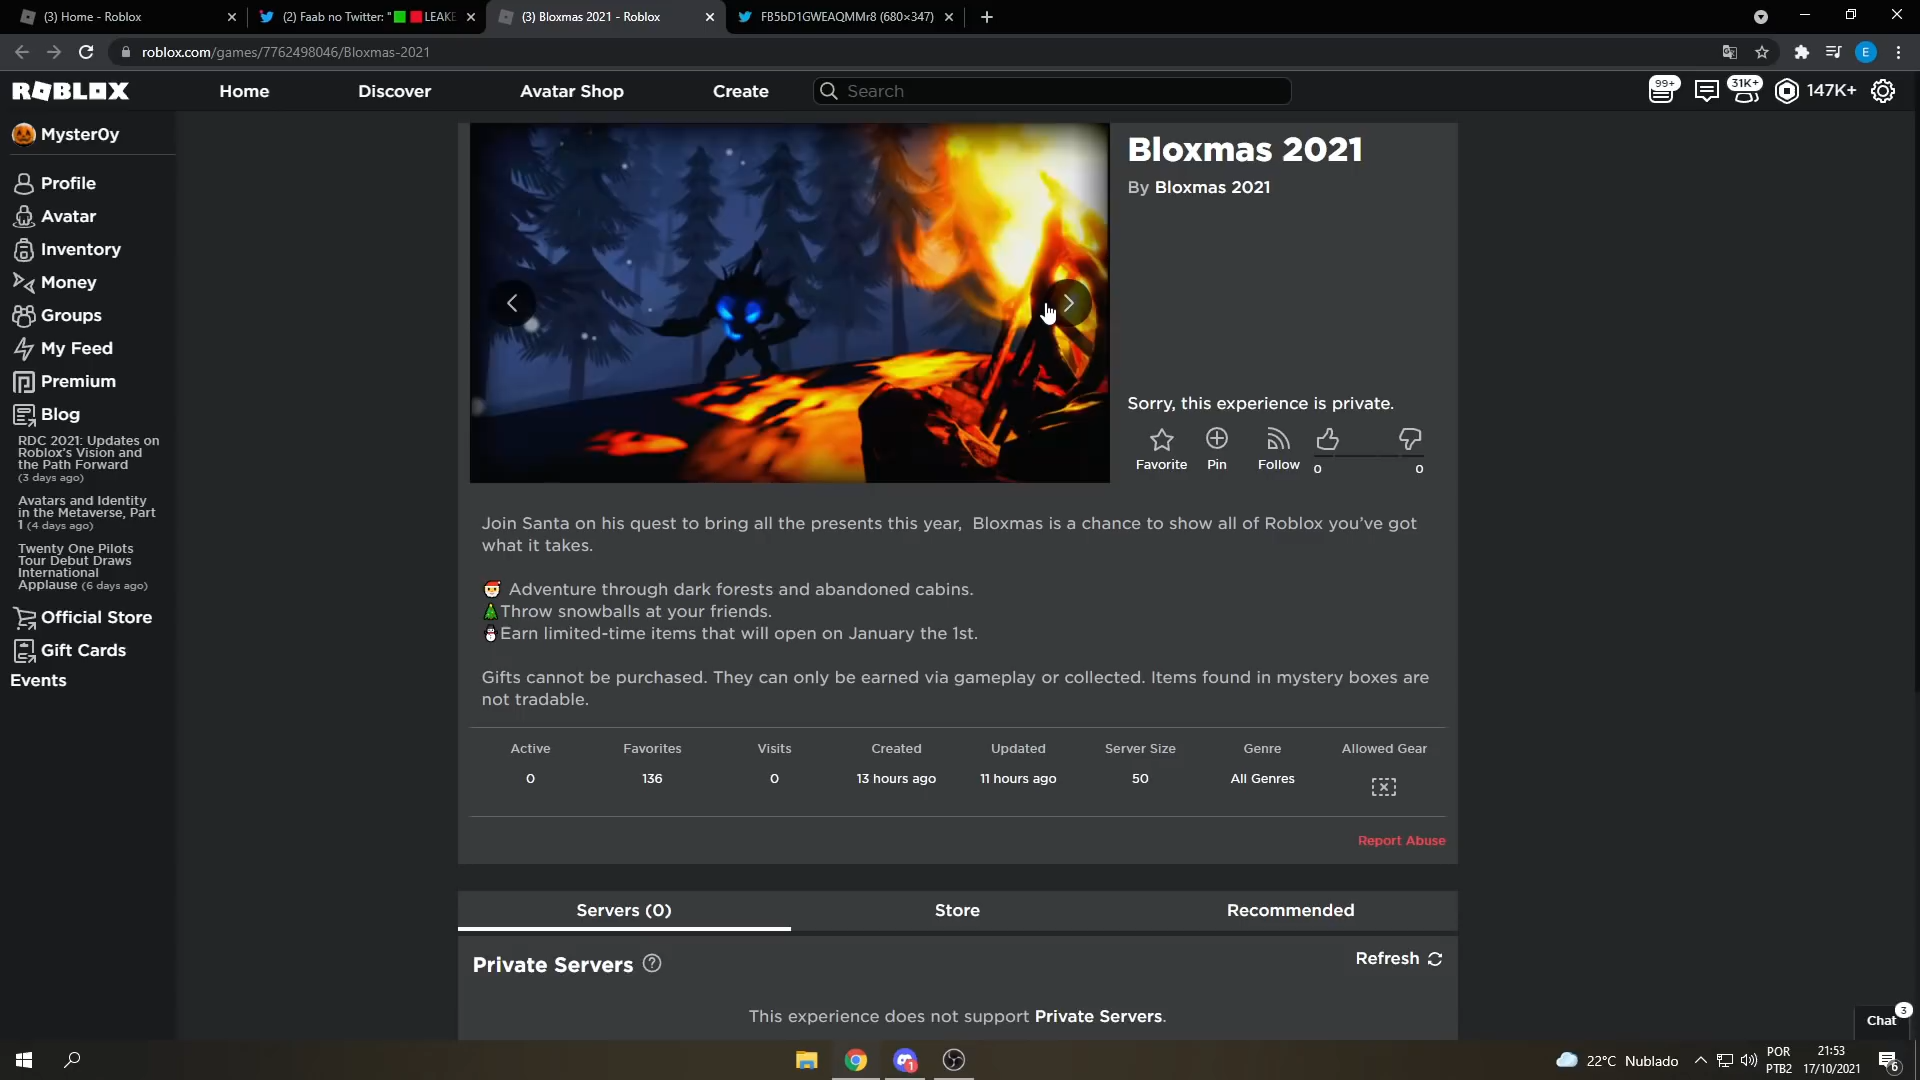 (3) Home - Roblox
(2) Faab no Twitter: "🟩🟥LEAKE
(3) Bloxmas 2021 - Roblox
FB5bD1GWEAQMMr8 (680×347)
roblox.com/games/7762498046/Bloxmas-2021
E
ROBLOX
Home
Discover
Avatar Shop
Create
Search
99+
31K+
147K+
Myster0y
Profile
Avatar
Inventory
Money
Groups
My Feed
Premium
Blog
RDC 2021: Updates on
Roblox's Vision and
the Path Forward
(3 days ago)
Avatars and Identity
in the Metaverse, Part
1 (4 days ago)
Twenty One Pilots
Tour Debut Draws
International
Applause (6 days ago)
Official Store
Gift Cards
Events
Bloxmas 2021
By Bloxmas 2021
Sorry, this experience is private.
Favorite
Pin
Follow
0
0
Join Santa on his quest to bring all the presents this year,  Bloxmas is a chance to show all of Roblox you've got
what it takes.
🎅 Adventure through dark forests and abandoned cabins.
🎄Throw snowballs at your friends.
⛄Earn limited-time items that will open on January the 1st.
Gifts cannot be purchased. They can only be earned via gameplay or collected. Items found in mystery boxes are
not tradable.
Active
Favorites
Visits
Created
Updated
Server Size
Genre
Allowed Gear
0
136
0
13 hours ago
11 hours ago
50
All Genres
Report Abuse
Servers (0)
Store
Recommended
Private Servers
Refresh
This experience does not support Private Servers.
Chat
3
1
22°C Nublado
POR
PTB2
21:53
17/10/2021
6